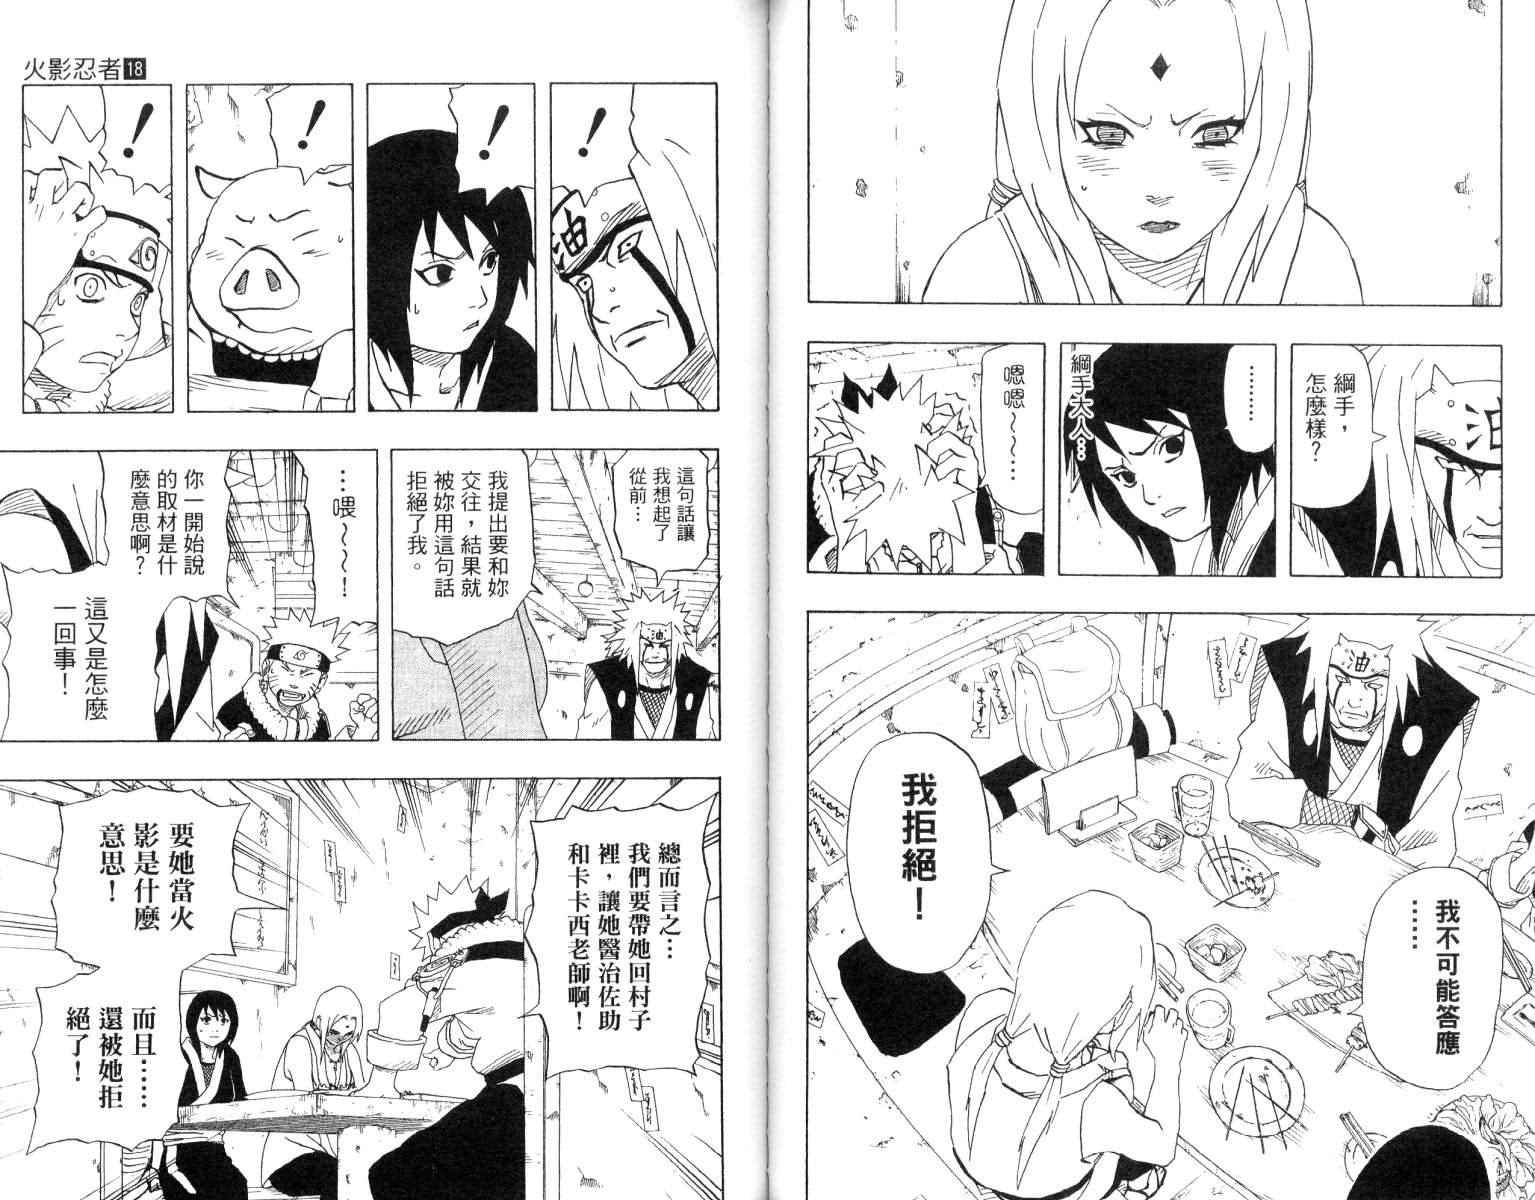 綱手，
怎麼樣？
油
…………
綱手大人…
嗯嗯～～～…
油
我不可能答應
……
我拒絕！
火影忍者18
！
油
！
！
！
這句話讓
我想起了
從前…
油
我提出要和妳
交往，結果就
被妳用這句話
拒絕了我。
…喂～～～！
你一開始說
的取材是什
麼意思啊？
這又是怎麼
一回事！
總而言之…
我們要帶她回村子
裡，讓她醫治佐助
和卡卡西老師啊！
要她當火
影是什麼
意思！
而且……
還被她拒
絕了！